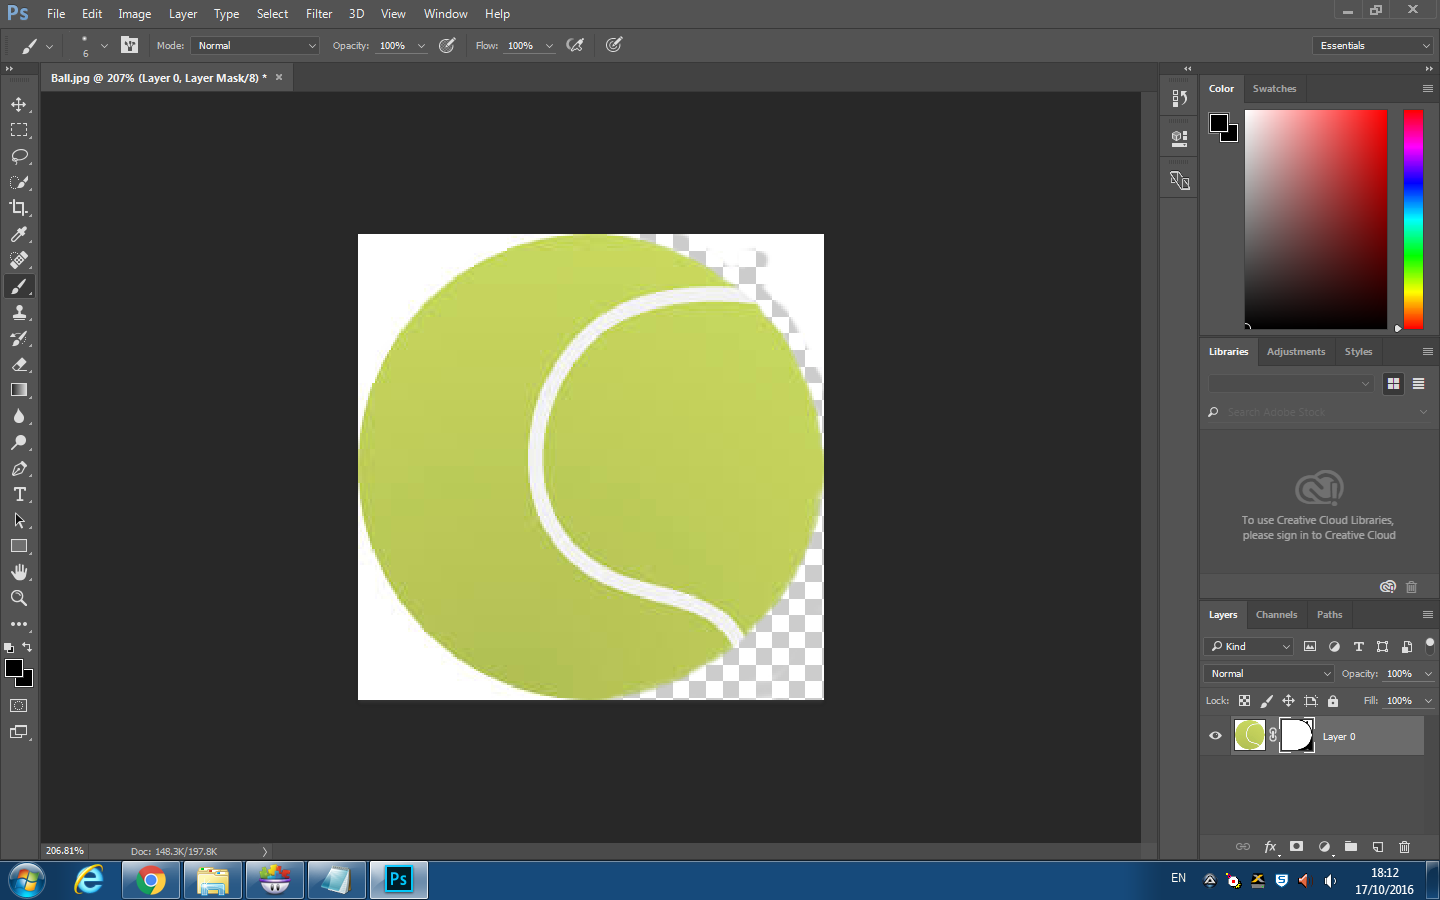 Ps File Edit Image Layer Type Select Filter 3D View Window Help
6 Mode: Normal Opacity: 100% Flow: 100% Essentials
Ball.jpg @ 207% (Layer 0, Layer Mask/8) *
Color Swatches
Libraries Adjustments Styles
Search Adobe Stock
To use Creative Cloud Libraries,
please sign in to Creative Cloud
Layers Channels Paths
Kind
Normal Opacity: 100%
Lock: Fill: 100%
Layer 0
fx
206.81% Doc: 148.3K/197.8K
Ps
EN
18:12
17/10/2016